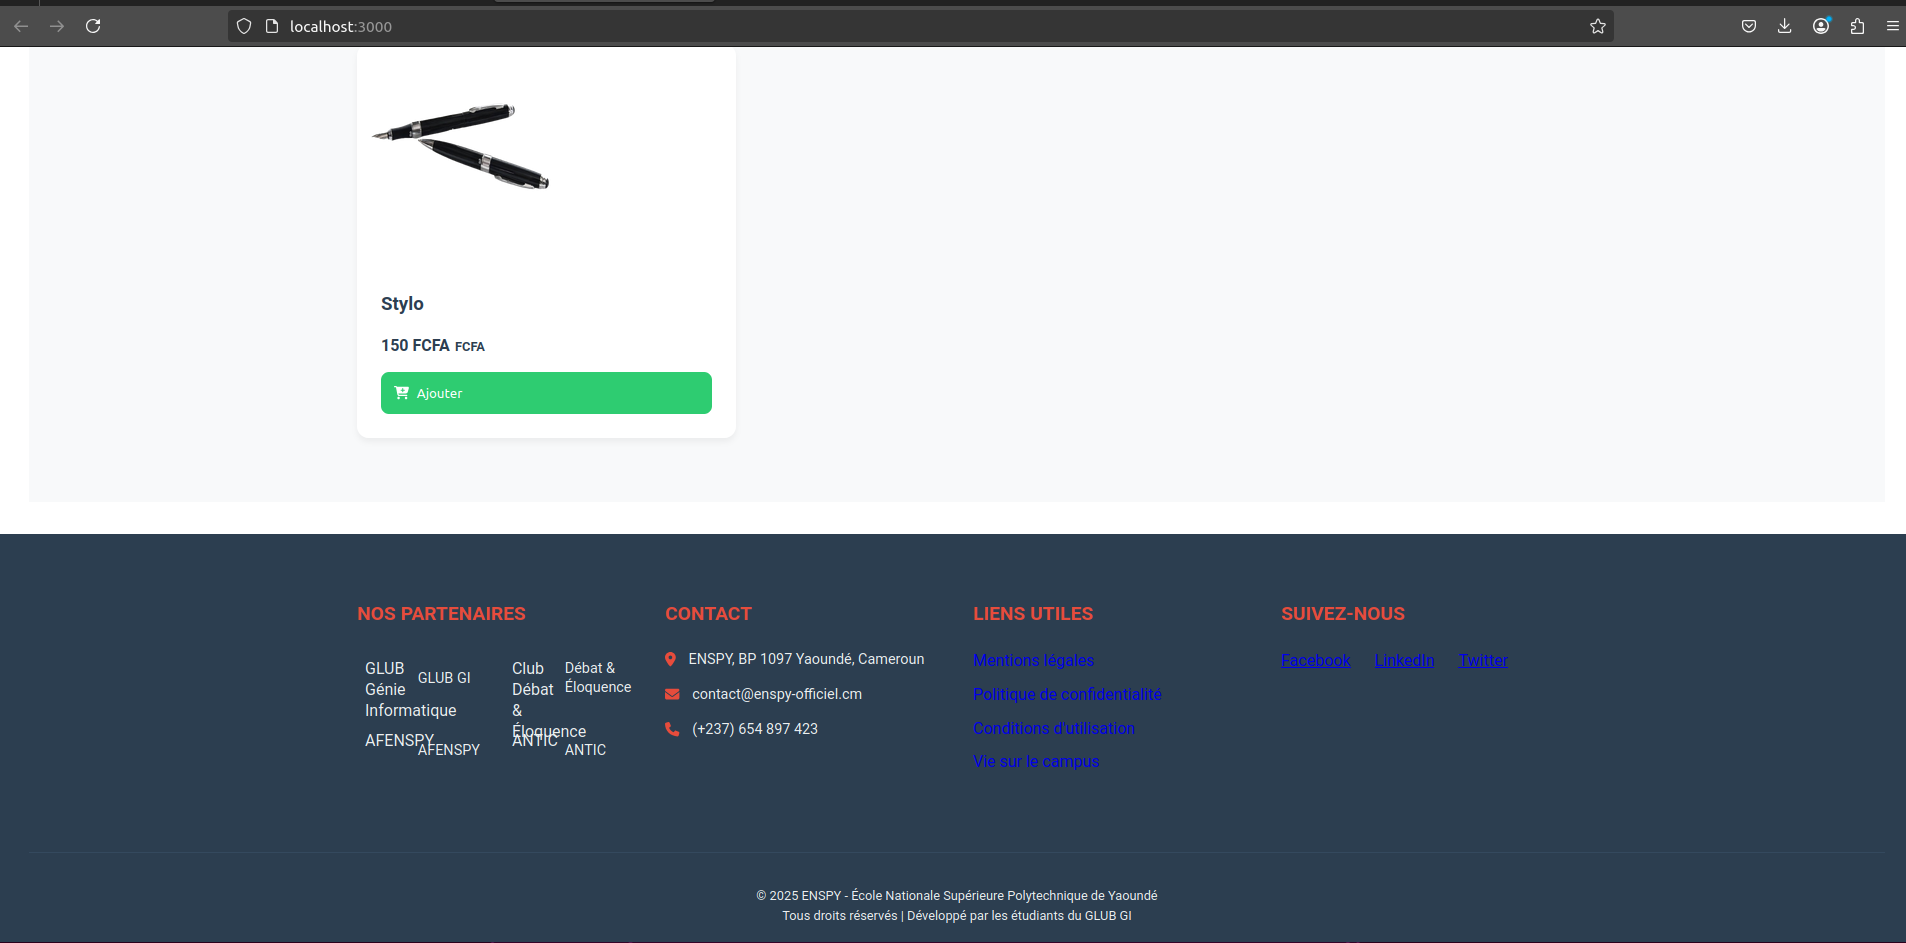 localhost:3000
Stylo
150 FCFA FCFA
Ajouter
NOS PARTENAIRES
GLUB
Génie
Informatique
GLUB GI
Club
Débat
&
Éloquence
Débat &
Éloquence
AFENSPY
AFENSPY
ANTIC
ANTIC
CONTACT
ENSPY, BP 1097 Yaoundé, Cameroun
contact@enspy-officiel.cm
(+237) 654 897 423
LIENS UTILES
Mentions légales
Politique de confidentialité
Conditions d'utilisation
Vie sur le campus
SUIVEZ-NOUS
Facebook LinkedIn Twitter
© 2025 ENSPY - École Nationale Supérieure Polytechnique de Yaoundé
Tous droits réservés | Développé par les étudiants du GLUB GI